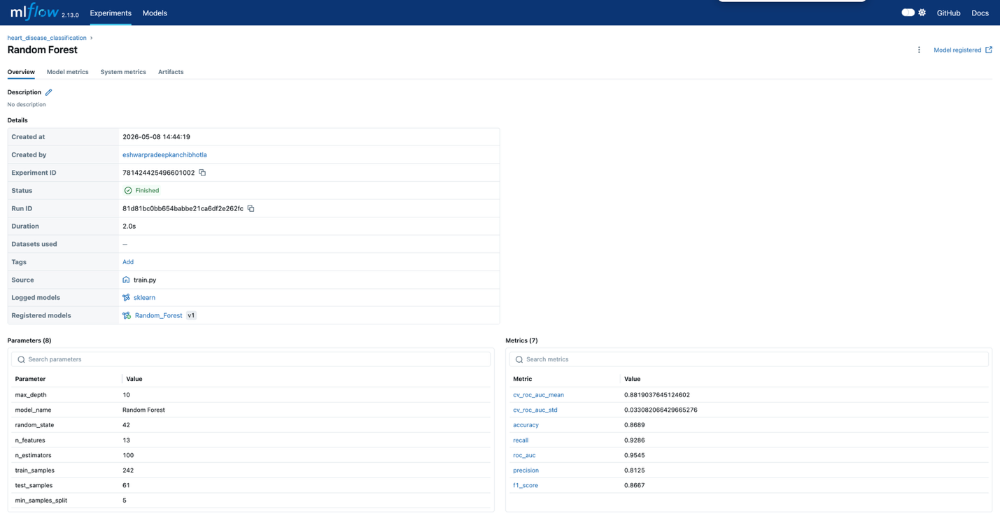 mlflow 2.13.0 Experiments Models GitHub Docs
heart_disease_classification ›
Random Forest
Model registered
Overview Model metrics System metrics Artifacts
Description
No description
Details
Created at 2026-05-08 14:44:19
Created by eshwarpradeepkanchibhotla
Experiment ID 781424425496601002
Status Finished
Run ID 81d81bc0bb654babbe21ca6df2e262fc
Duration 2.0s
Datasets used —
Tags Add
Source train.py
Logged models sklearn
Registered models Random_Forest v1
Parameters (8)
Search parameters
Parameter Value
max_depth 10
model_name Random Forest
random_state 42
n_features 13
n_estimators 100
train_samples 242
test_samples 61
min_samples_split 5
Metrics (7)
Search metrics
Metric Value
cv_roc_auc_mean 0.8819037645124602
cv_roc_auc_std 0.033082066429665276
accuracy 0.8689
recall 0.9286
roc_auc 0.9545
precision 0.8125
f1_score 0.8667